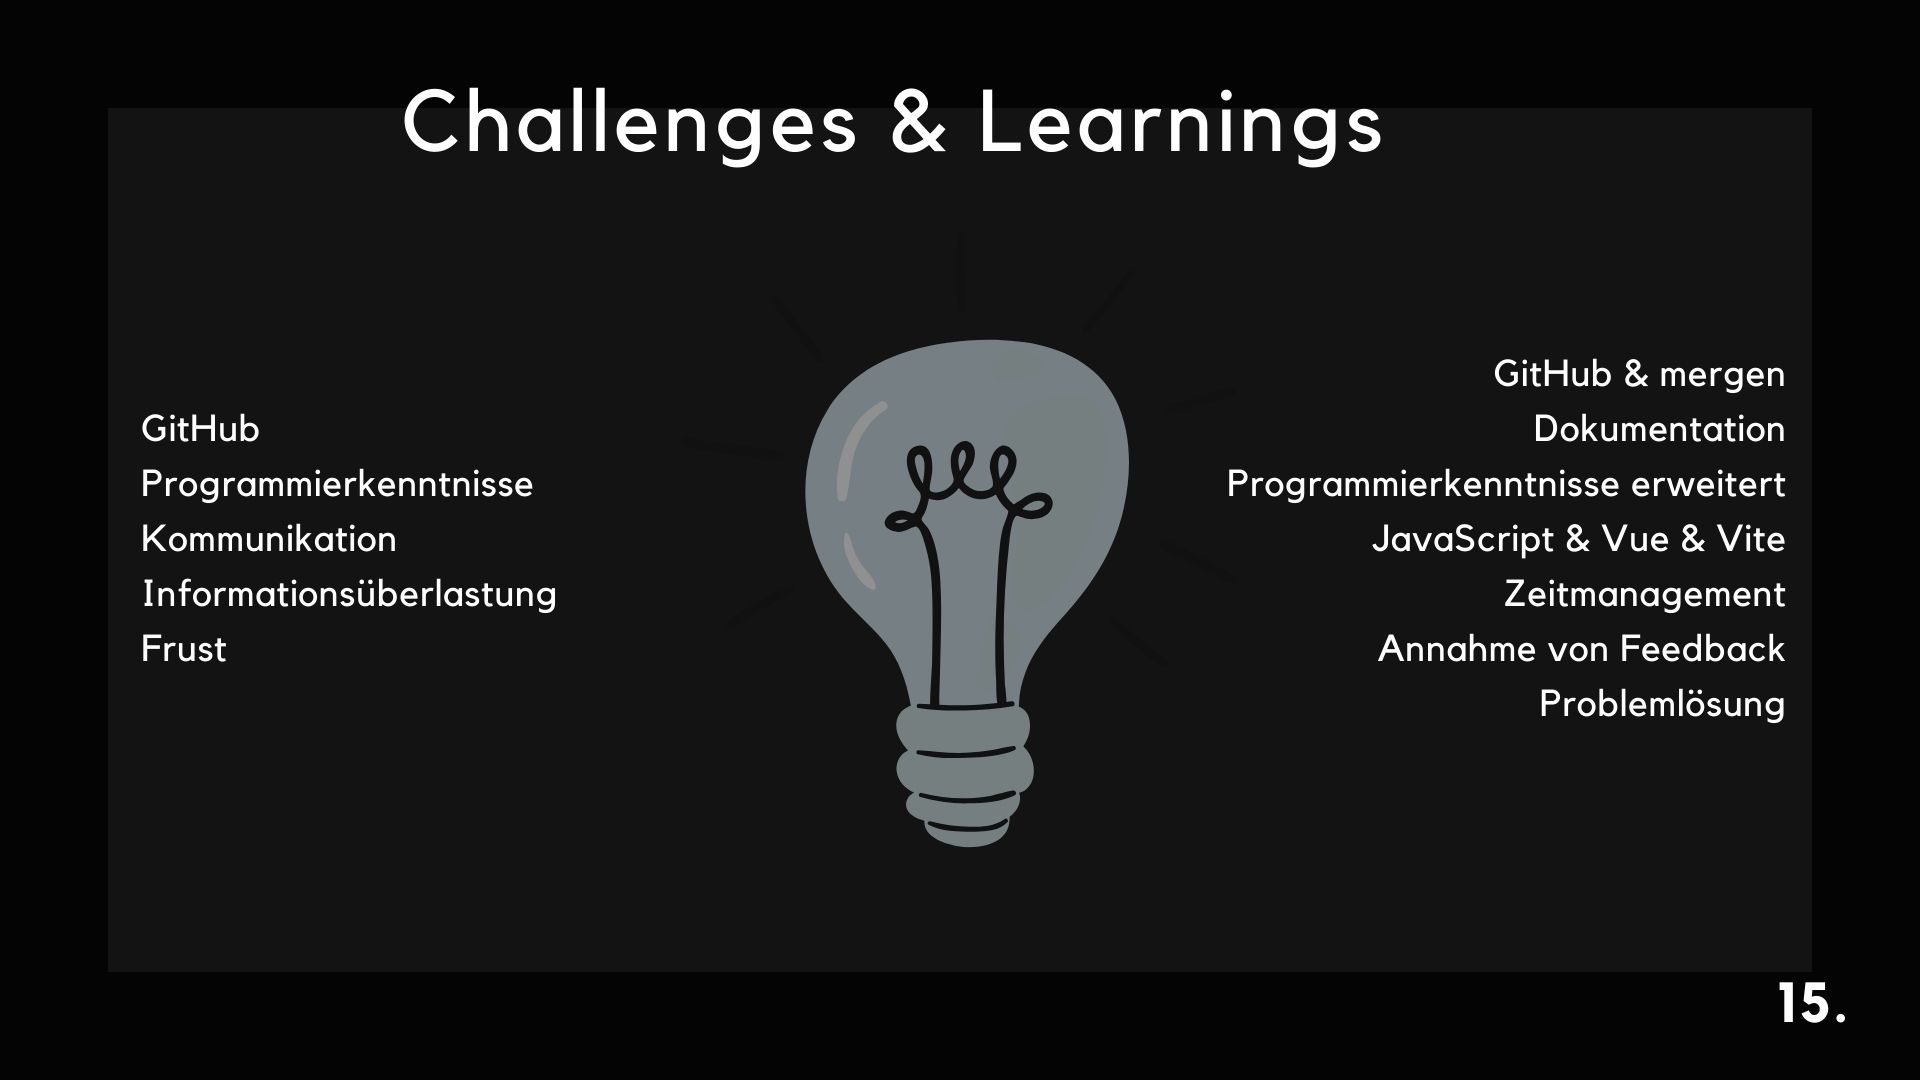 Challenges & Learnings
GitHub
Programmierkenntnisse
Kommunikation
Informationsüberlastung
Frust
GitHub & mergen
Dokumentation
Programmierkenntnisse erweitert
JavaScript & Vue & Vite
Zeitmanagement
Annahme von Feedback
Problemlösung
15.